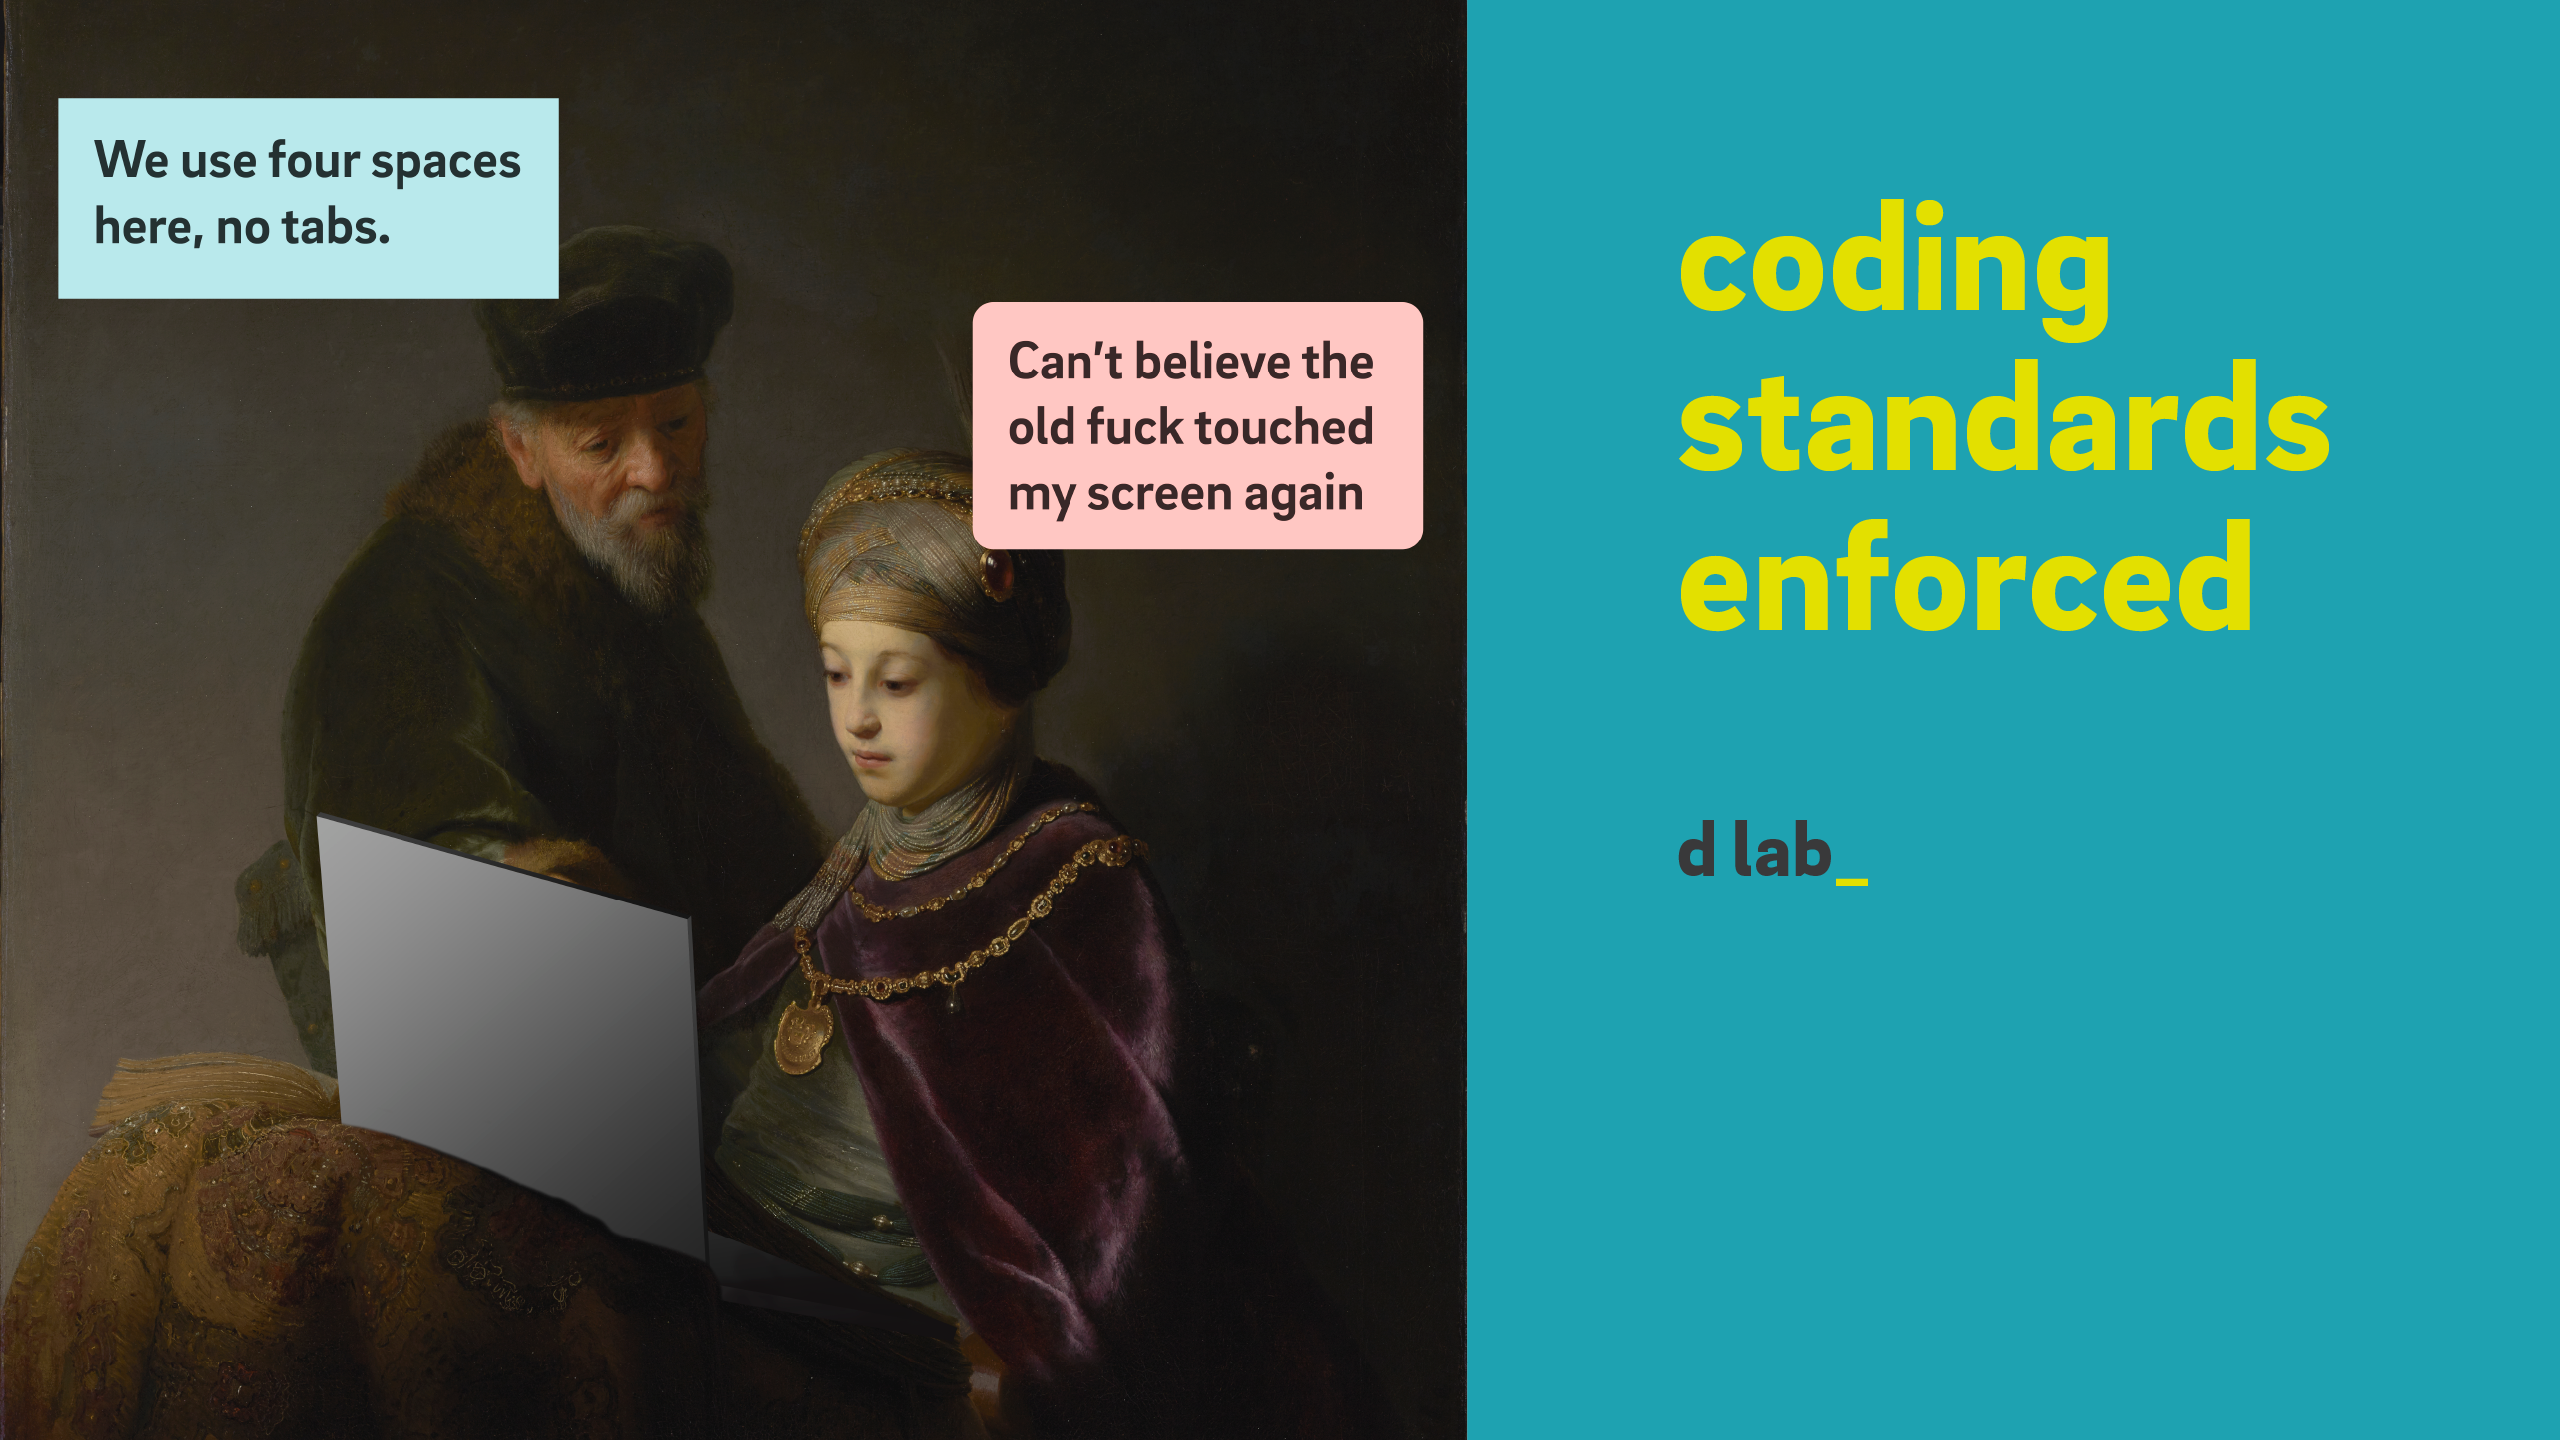 We use four spaces
here, no tabs.
Can't believe the
old fuck touched
my screen again
coding
standards
enforced
d lab_